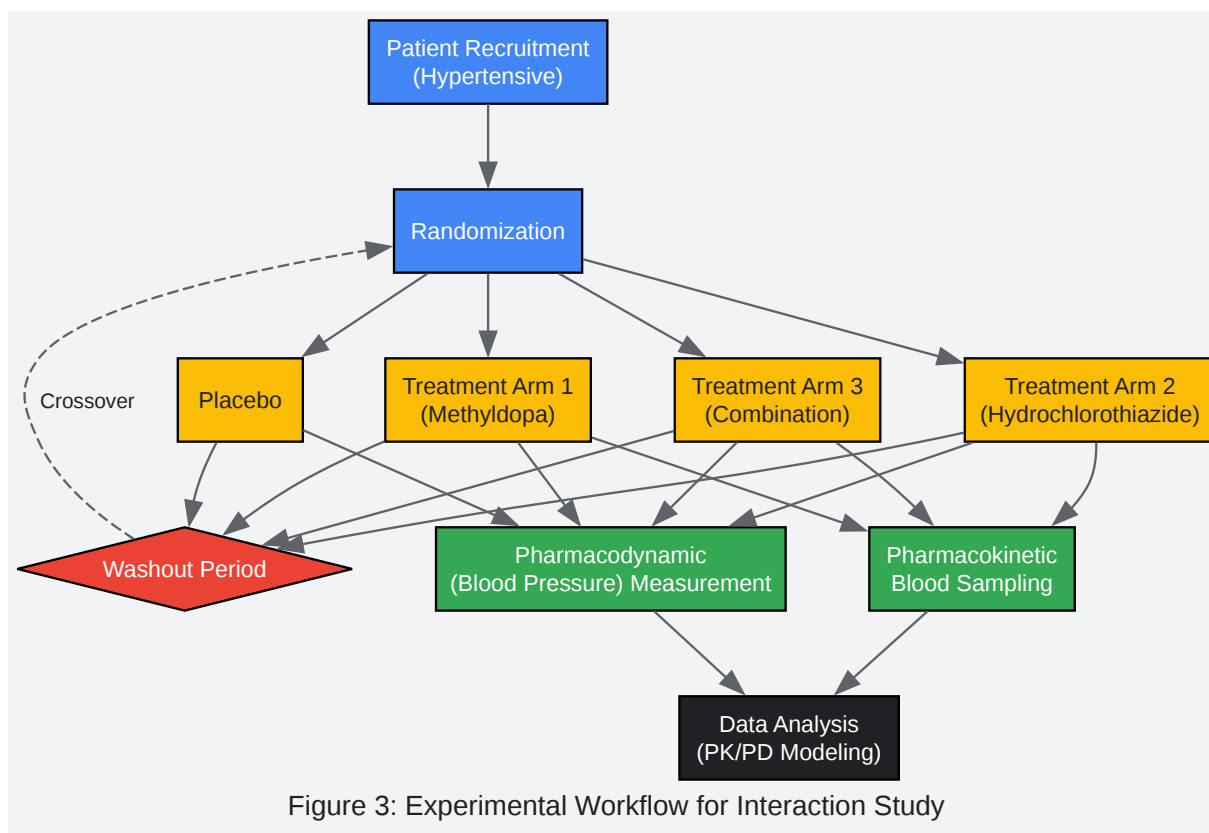 Patient Recruitment
(Hypertensive)
Randomization
Crossover
Placebo
Treatment Arm 1
(Methyldopa)
Treatment Arm 3
(Combination)
Treatment Arm 2
(Hydrochlorothiazide)
Washout Period
Pharmacodynamic
(Blood Pressure) Measurement
Pharmacokinetic
Blood Sampling
Data Analysis
(PK/PD Modeling)
Figure 3: Experimental Workflow for Interaction Study